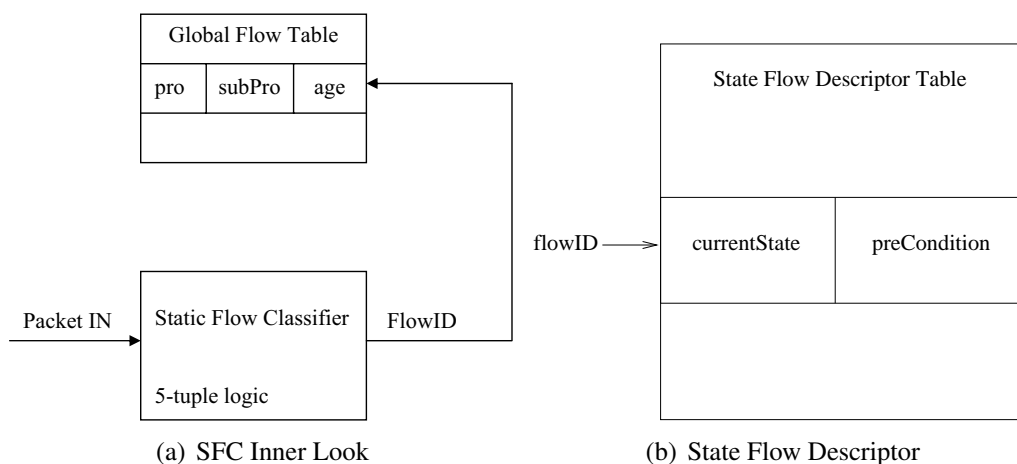 Global Flow Table
pro subPro age
Packet IN
Static Flow Classifier
5-tuple logic
FlowID
(a) SFC Inner Look
State Flow Descriptor Table
flowID
currentState preCondition
(b) State Flow Descriptor